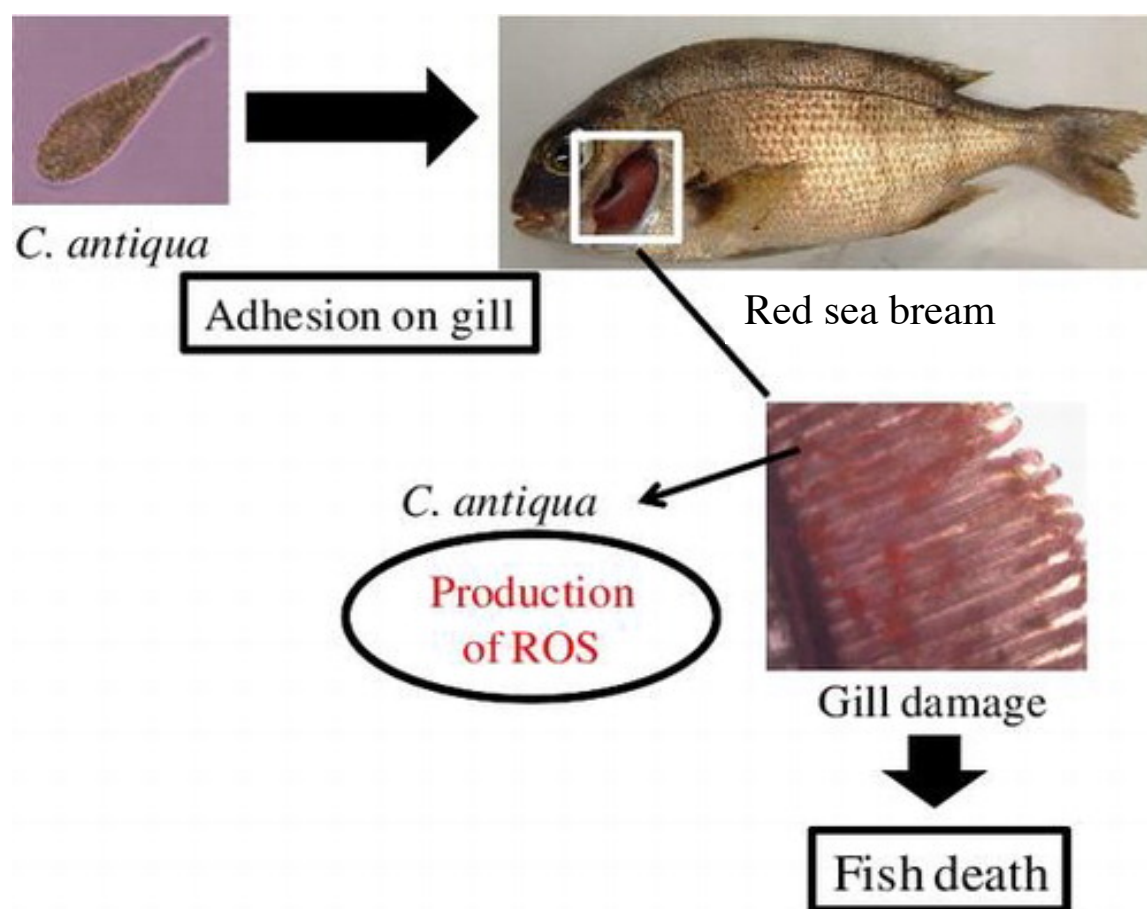 C. antiqua
Adhesion on gill
Red sea bream
C. antiqua
Production
of ROS
Gill damage
Fish death